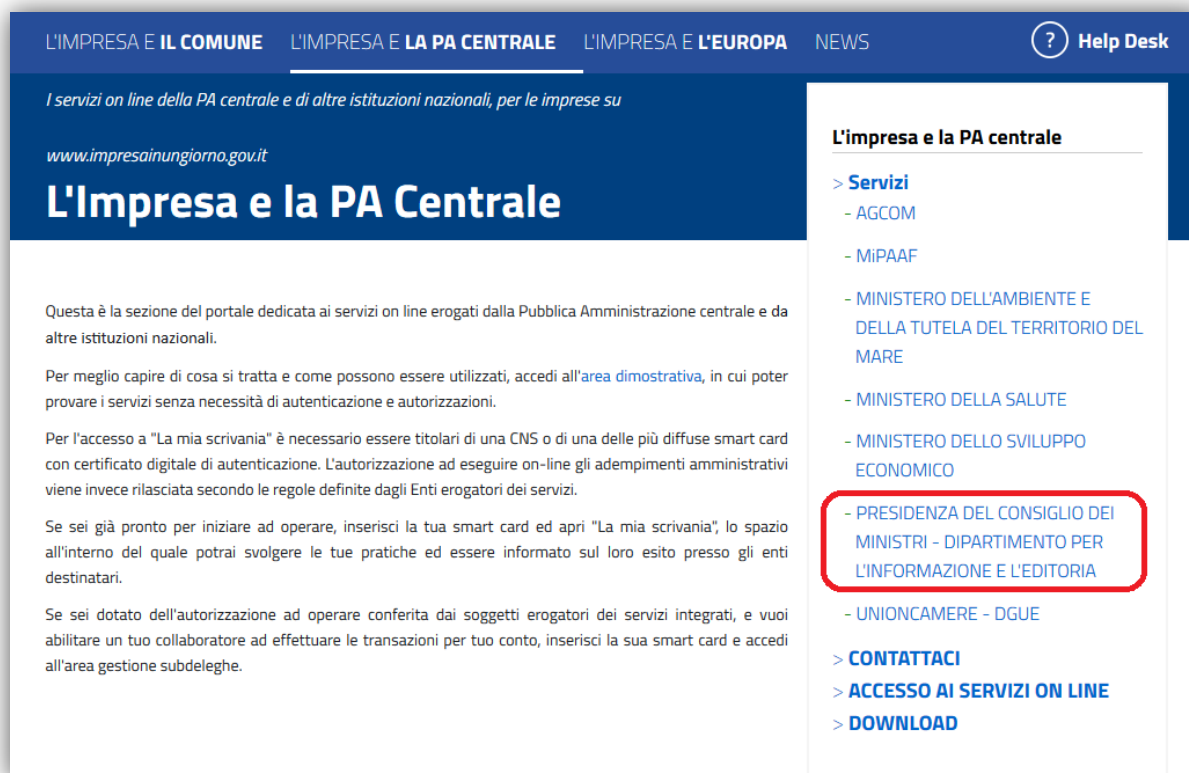 L'IMPRESA E IL COMUNE L'IMPRESA E LA PA CENTRALE L'IMPRESA E L'EUROPA NEWS ? Help Desk
I servizi on line della PA centrale e di altre istituzioni nazionali, per le imprese su
www.impresainungiorno.gov.it
L'Impresa e la PA Centrale
Questa è la sezione del portale dedicata ai servizi on line erogati dalla Pubblica Amministrazione centrale e da
altre istituzioni nazionali.
Per meglio capire di cosa si tratta e come possono essere utilizzati, accedi all'area dimostrativa, in cui poter
provare i servizi senza necessità di autenticazione e autorizzazioni.
Per l'accesso a "La mia scrivania" è necessario essere titolari di una CNS o di una delle più diffuse smart card
con certificato digitale di autenticazione. L'autorizzazione ad eseguire on-line gli adempimenti amministrativi
viene invece rilasciata secondo le regole definite dagli Enti erogatori dei servizi.
Se sei già pronto per iniziare ad operare, inserisci la tua smart card ed apri "La mia scrivania", lo spazio
all'interno del quale potrai svolgere le tue pratiche ed essere informato sul loro esito presso gli enti
destinatari.
Se sei dotato dell'autorizzazione ad operare conferita dai soggetti erogatori dei servizi integrati, e vuoi
abilitare un tuo collaboratore ad effettuare le transazioni per tuo conto, inserisci la sua smart card e accedi
all'area gestione subdeleghe.
L'impresa e la PA centrale
> Servizi
- AGCOM
- MiPAAF
- MINISTERO DELL'AMBIENTE E
DELLA TUTELA DEL TERRITORIO DEL
MARE
- MINISTERO DELLA SALUTE
- MINISTERO DELLO SVILUPPO
ECONOMICO
- PRESIDENZA DEL CONSIGLIO DEI
MINISTRI - DIPARTIMENTO PER
L'INFORMAZIONE E L'EDITORIA
- UNIONCAMERE - DGUE
> CONTATTACI
> ACCESSO AI SERVIZI ON LINE
> DOWNLOAD